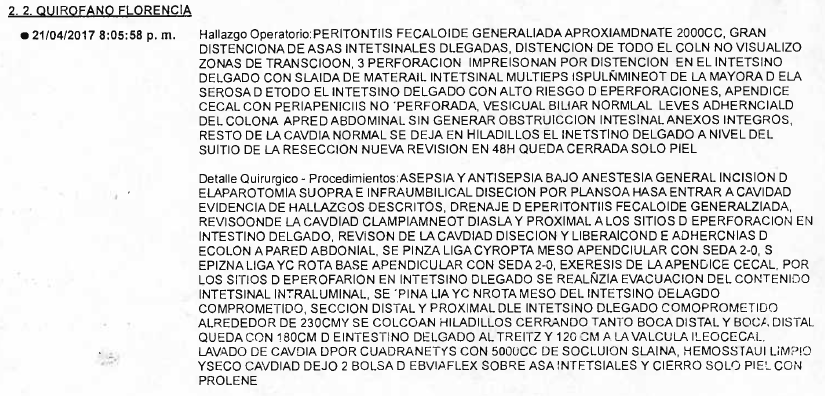 2. 2. QUIROFANO FLORENCIA
● 21/04/2017 8:05:58 p. m. Hallazgo Operatorio:PERITONTIIS FECALOIDE GENERALIADA APROXIAMDNATE 2000CC, GRAN
DISTENCIONA DE ASAS INTETSINALES DLEGADAS, DISTENCION DE TODO EL COLN NO VISUALIZO
ZONAS DE TRANSCIOON, 3 PERFORACION IMPREISONAN POR DISTENCION EN EL INTETSINO
DELGADO CON SLAIDA DE MATERAIL INTETSINAL MULTIEPS ISPULÑMINEOT DE LA MAYORA D ELA
SEROSA D ETODO EL INTETSINO DELGADO CON ALTO RIESGO D EPERFORACIONES, APENDICE
CECAL CON PERIAPENICIIS NO ´PERFORADA, VESICUAL BILIAR NORMLAL LEVES ADHERNCIALD
DEL COLONA APRED ABDOMINAL SIN GENERAR OBSTRUICCION INTESINAL ANEXOS INTEGROS,
RESTO DE LA CAVDIA NORMAL SE DEJA EN HILADILLOS EL INETSTINO DELGADO A NIVEL DEL
SUITIO DE LA RESECCION NUEVA REVISION EN 48H QUEDA CERRADA SOLO PIEL
Detalle Quirurgico - Procedimientos:ASEPSIA Y ANTISEPSIA BAJO ANESTESIA GENERAL INCISION D
ELAPAROTOMIA SUOPRA E INFRAUMBILICAL DISECION POR PLANSOA HASA ENTRAR A CAVIDAD
EVIDENCIA DE HALLAZGOS DESCRITOS, DRENAJE D EPERITONTIIS FECALOIDE GENERALZIADA,
REVISOONDE LA CAVDIAD CLAMPIAMNEOT DIASLA Y PROXIMAL A LOS SITIOS D EPERFORACION EN
INTESTINO DELGADO, REVISON DE LA CAVDIAD DISECION Y LIBERAICOND E ADHERCNIAS D
ECOLON A PARED ABDONIAL, SE PINZA LIGA CYROPTA MESO APENDCIULAR CON SEDA 2-0, S
EPIZNA LIGA YC ROTA BASE APENDICULAR CON SEDA 2-0, EXERESIS DE LA APENDICE CECAL, POR
LOS SITIOS D EPEROFARION EN INTETSINO DLEGADO SE REALÑZIA EVACUACION DEL CONTENIDO
INTETSINAL INTRALUMINAL, SE ´PINA LIA YC NROTA MESO DEL INTETSINO DELAGDO
COMPROMETIDO, SECCION DISTAL Y PROXIMAL DLE INTETSINO DLEGADO COMOPROMETIDO
ALREDEDOR DE 230CMY SE COLCOAN HILADILLOS CERRANDO TANTO BOCA DISTAL Y BOCA DISTAL
QUEDA CON 180CM D EINTESTINO DELGADO AL TREITZ Y 120 CM A LA VALCULA ILEOCECAL.
LAVADO DE CAVDIA DPOR CUADRANETYS CON 5000CC DE SOCLUION SLAINA, HEMOSSTAUI LIMPIO
YSECO CAVDIAD DEJO 2 BOLSA D EBVIAFLEX SOBRE ASA INTETSIALES Y CIERRO SOLO PIEL CON
PROLENE